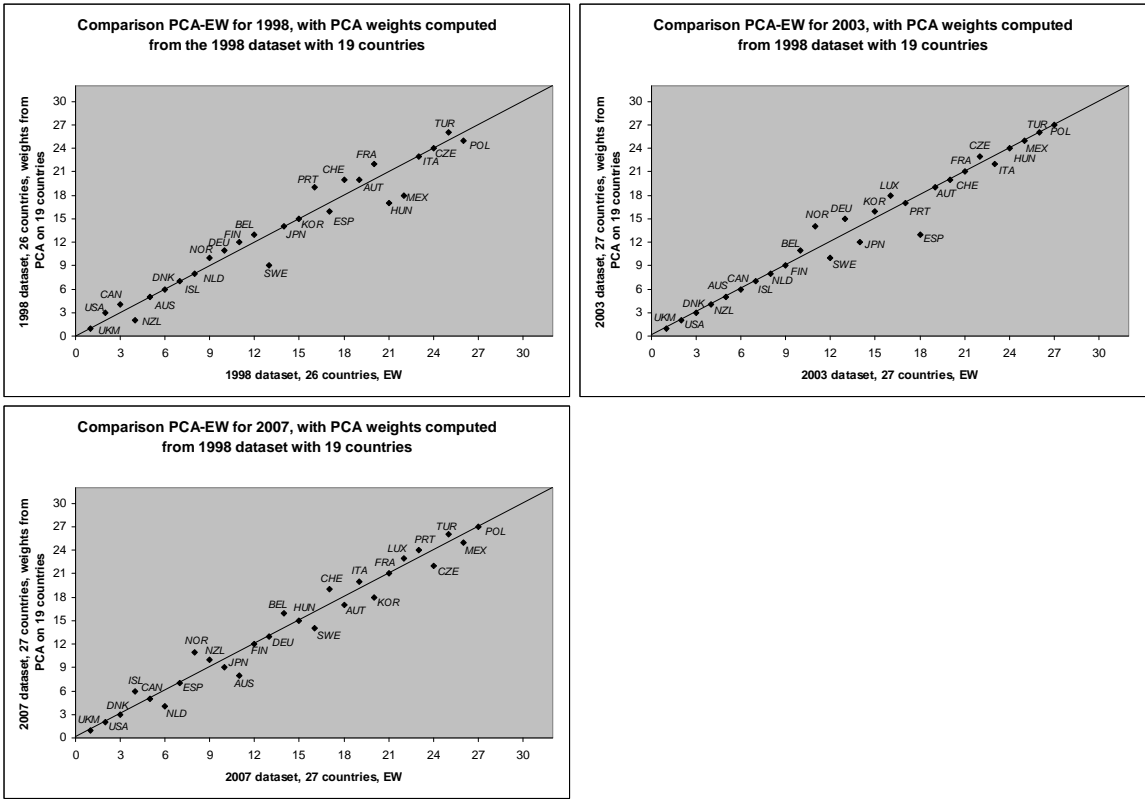 Comparison PCA-EW for 1998, with PCA weights computed
from the 1998 dataset with 19 countries
1998 dataset, 26 countries, weights from
PCA on 19 countries
30
27
24
21
18
15
12
9
6
3
0
TUR
POL
CZE
ITA
FRA
CHE
AUT
PRT
MEX
HUN
ESP
KOR
JPN
BEL
FIN
DEU
NOR
SWE
NLD
DNK
ISL
AUS
CAN
USA
NZL
UKM
0 3 6 9 12 15 18 21 24 27 30
1998 dataset, 26 countries, EW
Comparison PCA-EW for 2003, with PCA weights computed
from 1998 dataset with 19 countries
2003 dataset, 27 countries, weights from
PCA on 19 countries
30
27
24
21
18
15
12
9
6
3
0
TUR
POL
CZE
MEX
HUN
FRA
ITA
CHE
LUX
AUT
DEU
KOR
PRT
NOR
ESP
BEL
JPN
SWE
FIN
CAN
NLD
AUS
ISL
DNK
NZL
UKM
USA
0 3 6 9 12 15 18 21 24 27 30
2003 dataset, 27 countries, EW
Comparison PCA-EW for 2007, with PCA weights computed
from 1998 dataset with 19 countries
2007 dataset, 27 countries, weights from
PCA on 19 countries
30
27
24
21
18
15
12
9
6
3
0
TUR
POL
PRT
LUX
MEX
FRA
ITA
CZE
CHE
KOR
BEL
HUN
AUT
SWE
NOR
NZL
DEU
FIN
JPN
AUS
ISL
CAN
ESP
NLD
DNK
UKM
USA
0 3 6 9 12 15 18 21 24 27 30
2007 dataset, 27 countries, EW